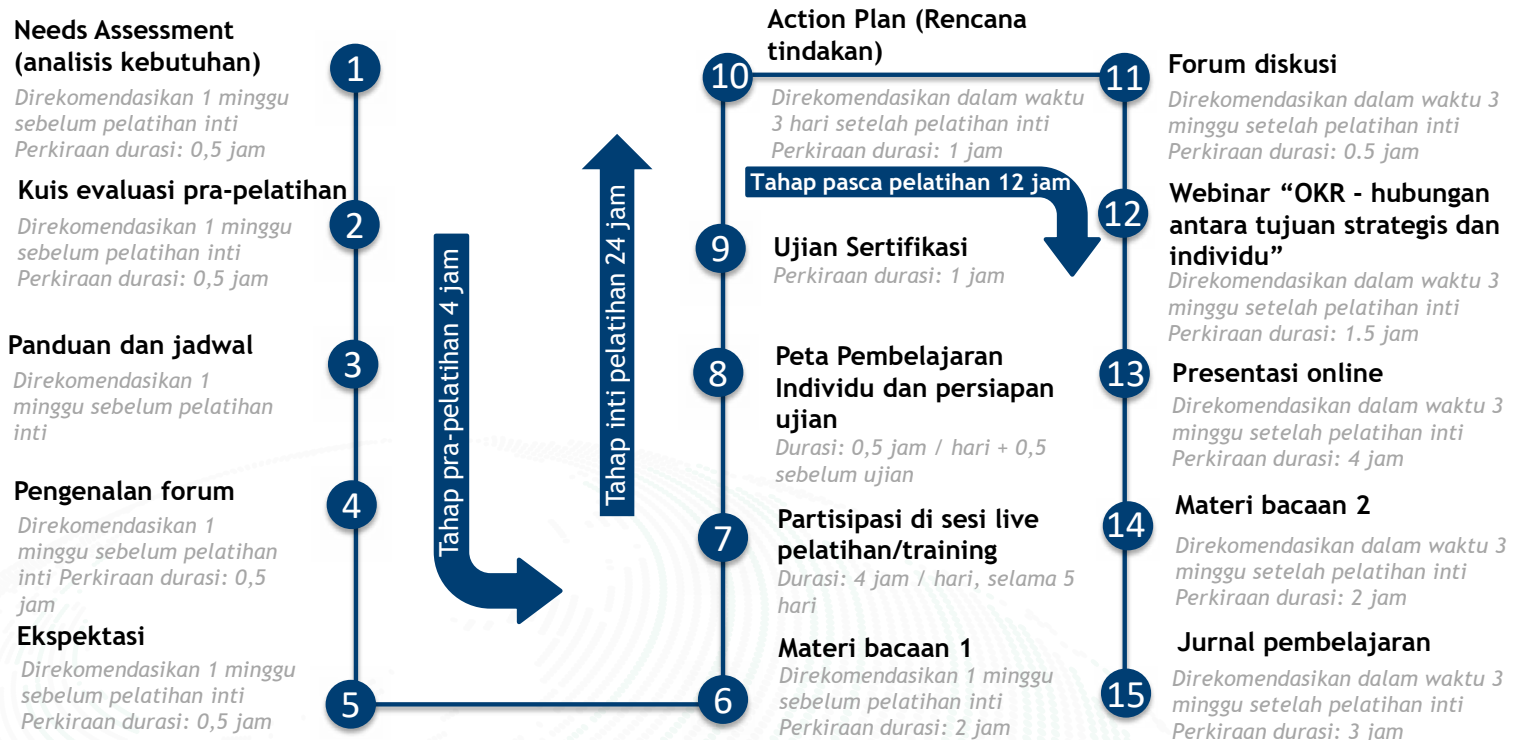 Needs Assessment
(analisis kebutuhan)
1
Direkomendasikan 1 minggu
sebelum pelatihan inti
Perkiraan durasi: 0,5 jam
Kuis evaluasi pra-pelatihan
2
Direkomendasikan 1 minggu
sebelum pelatihan inti
Perkiraan durasi: 0,5 jam
Panduan dan jadwal
3
Direkomendasikan 1
minggu sebelum pelatihan
inti
Pengenalan forum
4
Direkomendasikan 1
minggu sebelum pelatihan
inti Perkiraan durasi: 0,5
jam
Ekspektasi
5
Direkomendasikan 1 minggu
sebelum pelatihan inti
Perkiraan durasi: 0,5 jam
Tahap pra-pelatihan 4 jam
Tahap inti pelatihan 24 jam
Materi bacaan 1
6
Direkomendasikan 1 minggu
sebelum pelatihan inti
Perkiraan durasi: 2 jam
7
Partisipasi di sesi live
pelatihan/training
Durasi: 4 jam / hari, selama 5
hari
8
Peta Pembelajaran
Individu dan persiapan
ujian
Durasi: 0,5 jam / hari + 0,5
sebelum ujian
9
Ujian Sertifikasi
Perkiraan durasi: 1 jam
Action Plan (Rencana
tindakan)
10
Direkomendasikan dalam waktu
3 hari setelah pelatihan inti
Perkiraan durasi: 1 jam
Tahap pasca pelatihan 12 jam
11
Forum diskusi
Direkomendasikan dalam waktu 3
minggu setelah pelatihan inti
Perkiraan durasi: 0.5 jam
12
Webinar “OKR - hubungan
antara tujuan strategis dan
individu”
Direkomendasikan dalam waktu 3
minggu setelah pelatihan inti
Perkiraan durasi: 1.5 jam
13
Presentasi online
Direkomendasikan dalam waktu 3
minggu setelah pelatihan inti
Perkiraan durasi: 4 jam
14
Materi bacaan 2
Direkomendasikan dalam waktu 3
minggu setelah pelatihan inti
Perkiraan durasi: 2 jam
15
Jurnal pembelajaran
Direkomendasikan dalam waktu 3
minggu setelah pelatihan inti
Perkiraan durasi: 3 jam